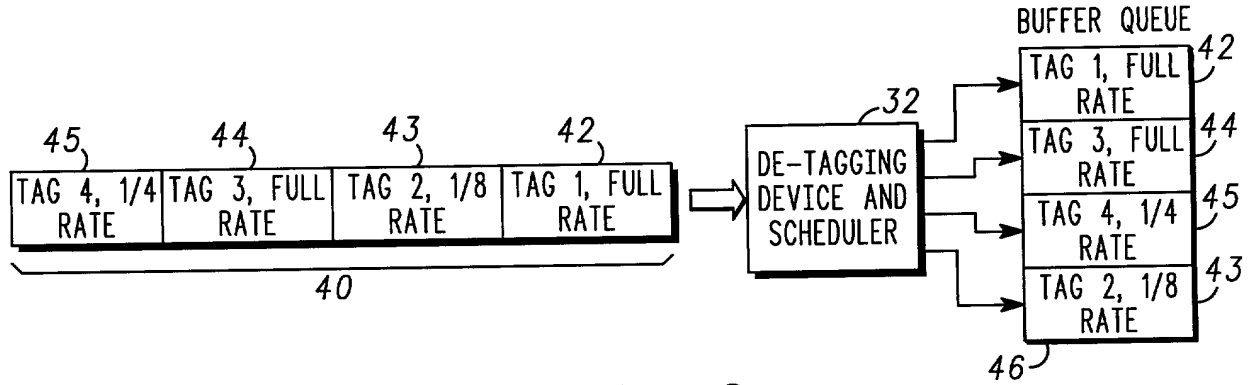 BUFFER QUEUE
45
44
43
42
TAG 4, 1/4
RATE
TAG 3, FULL
RATE
TAG 2, 1/8
RATE
TAG 1, FULL
RATE
40
32
DE-TAGGING
DEVICE AND
SCHEDULER
TAG 1, FULL
RATE
42
TAG 3, FULL
RATE
44
TAG 4, 1/4
RATE
45
TAG 2, 1/8
RATE
43
46